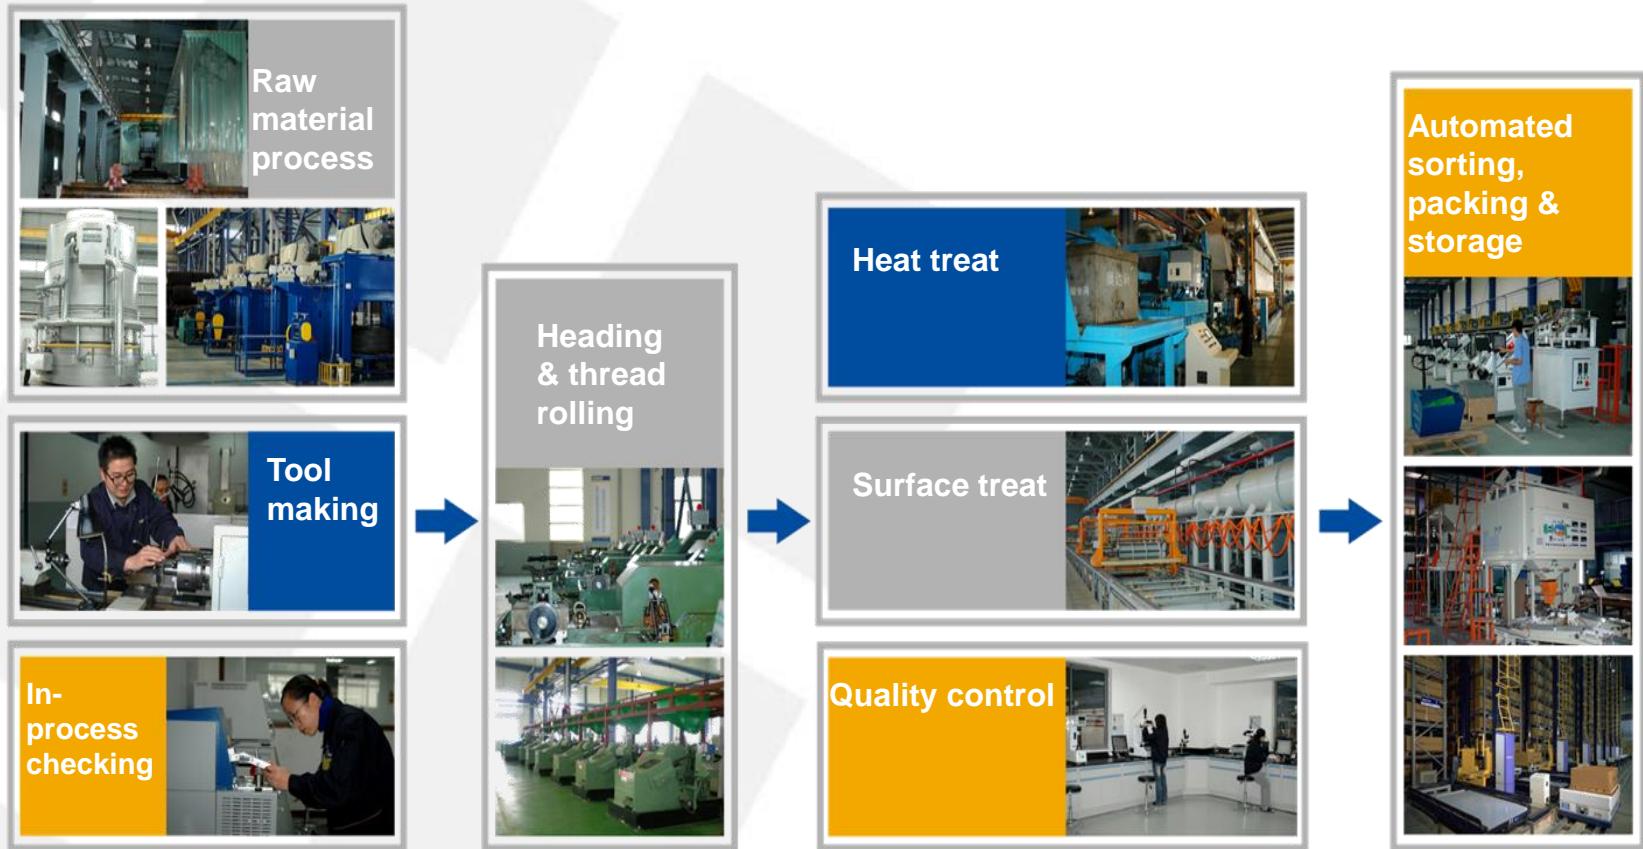 Raw
material
process
Tool
making
In-
process
checking
Heading
& thread
rolling
Heat treat
Surface treat
Quality control
Automated
sorting,
packing &
storage